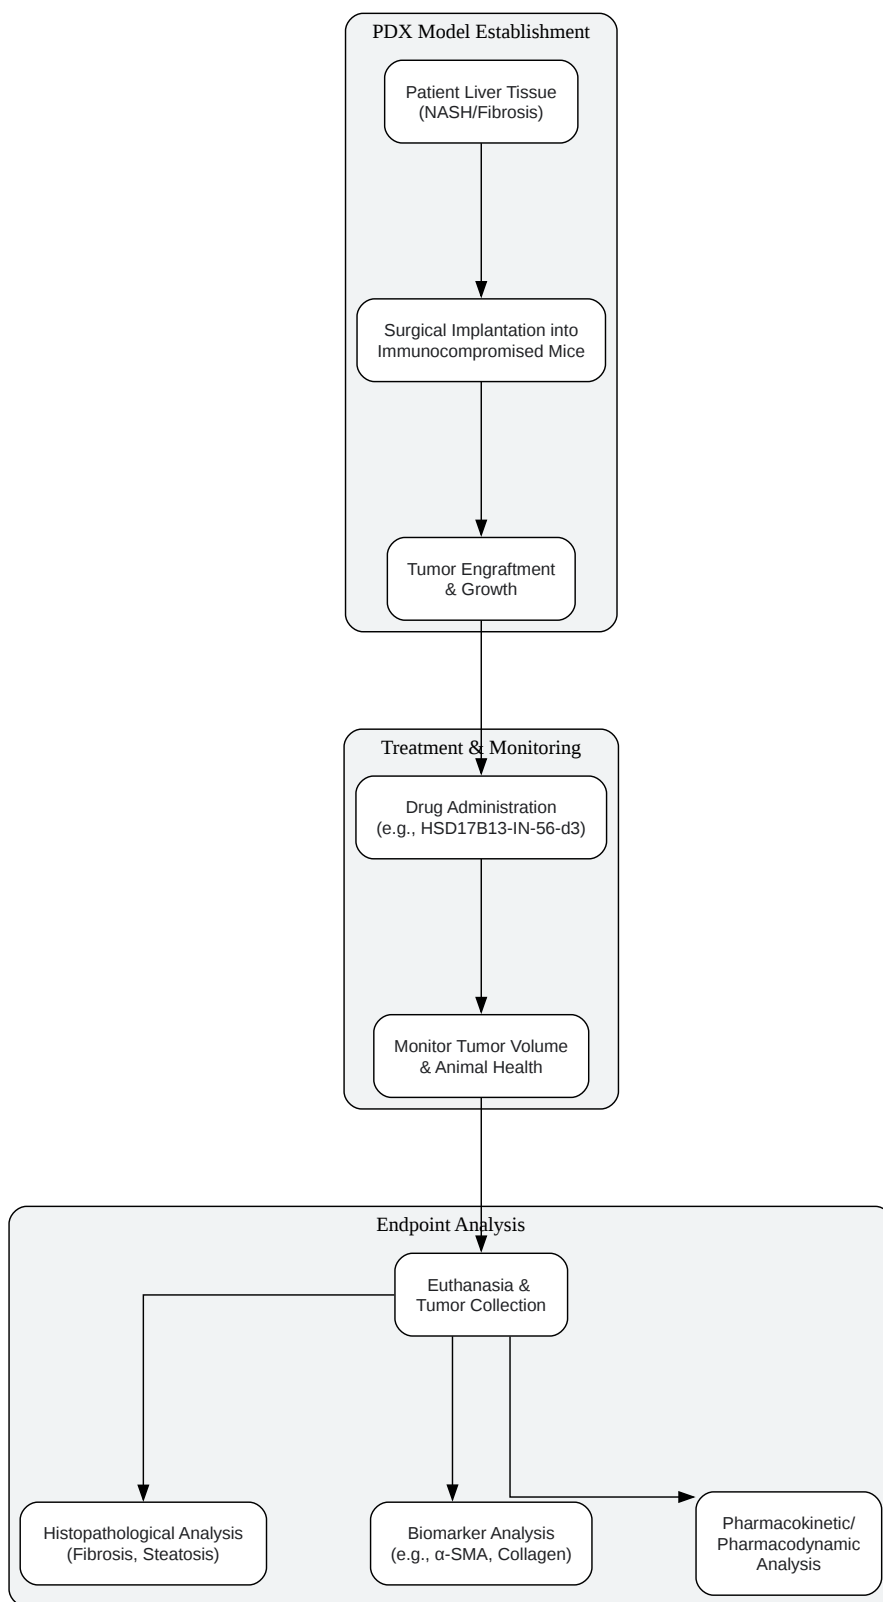 PDX Model Establishment
Patient Liver Tissue
(NASH/Fibrosis)
Surgical Implantation into
Immunocompromised Mice
Tumor Engraftment
& Growth
Treatment & Monitoring
Drug Administration
(e.g., HSD17B13-IN-56-d3)
Monitor Tumor Volume
& Animal Health
Endpoint Analysis
Euthanasia &
Tumor Collection
Histopathological Analysis
(Fibrosis, Steatosis)
Biomarker Analysis
(e.g., α-SMA, Collagen)
Pharmacokinetic/
Pharmacodynamic
Analysis